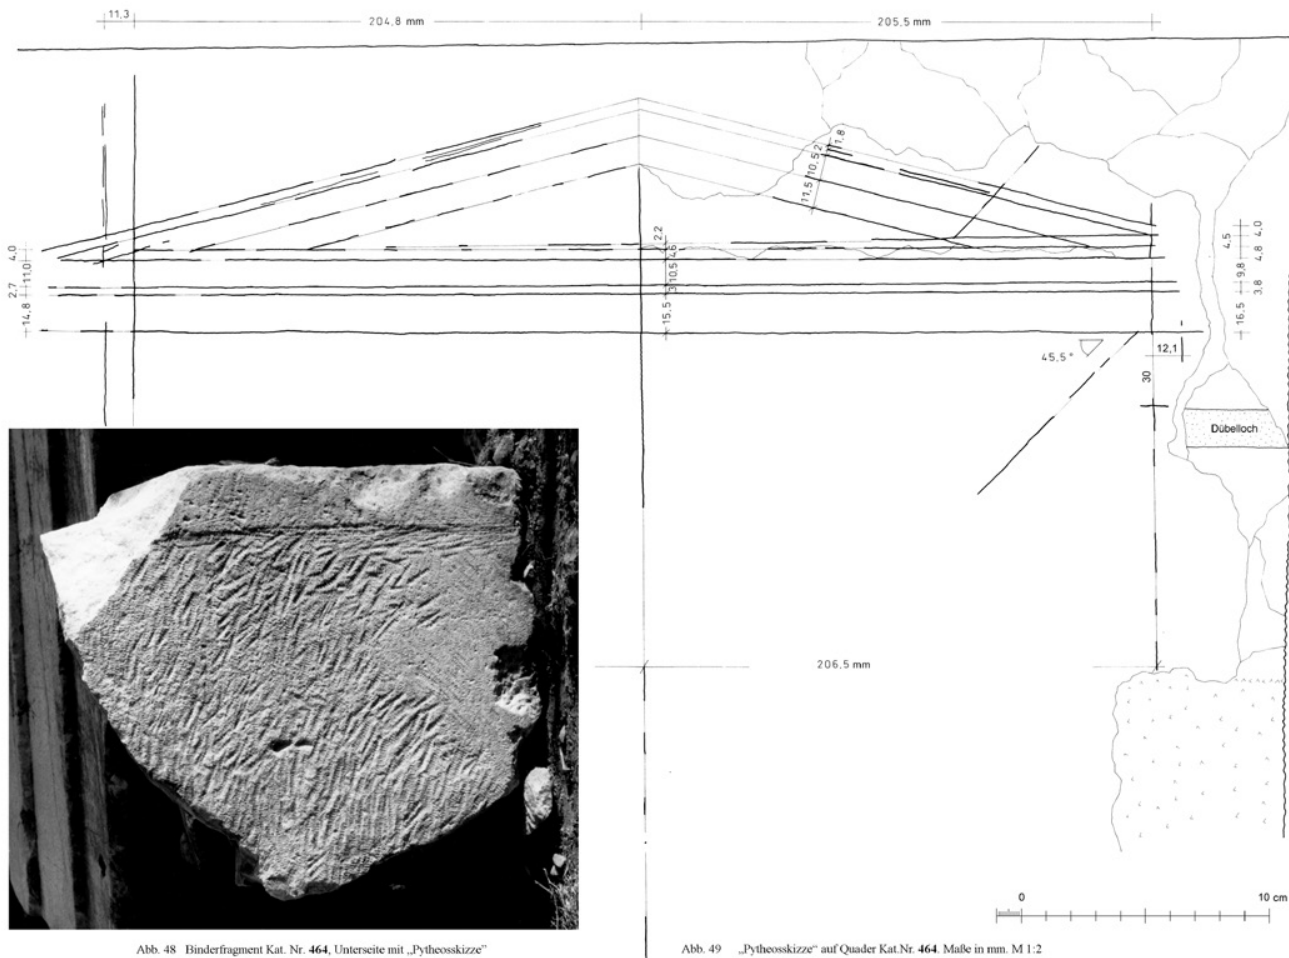 11,3
204,8 mm
205,5 mm
1,8
11,5 10,5 2
4,0
11,0
2,7
14,8
2,2
4,6
10,5
3
15,5
4,0
4,5
4,8
9,8
3,8
16,5
45,5°
12,1
30
Dübelloch
206,5 mm
0
10 cm
Abb. 48 Binderfragment Kat. Nr. 464, Unterseite mit „Pytheosskizze”
Abb. 49 „Pytheosskizze“ auf Quader Kat.Nr. 464. Maße in mm. M 1:2